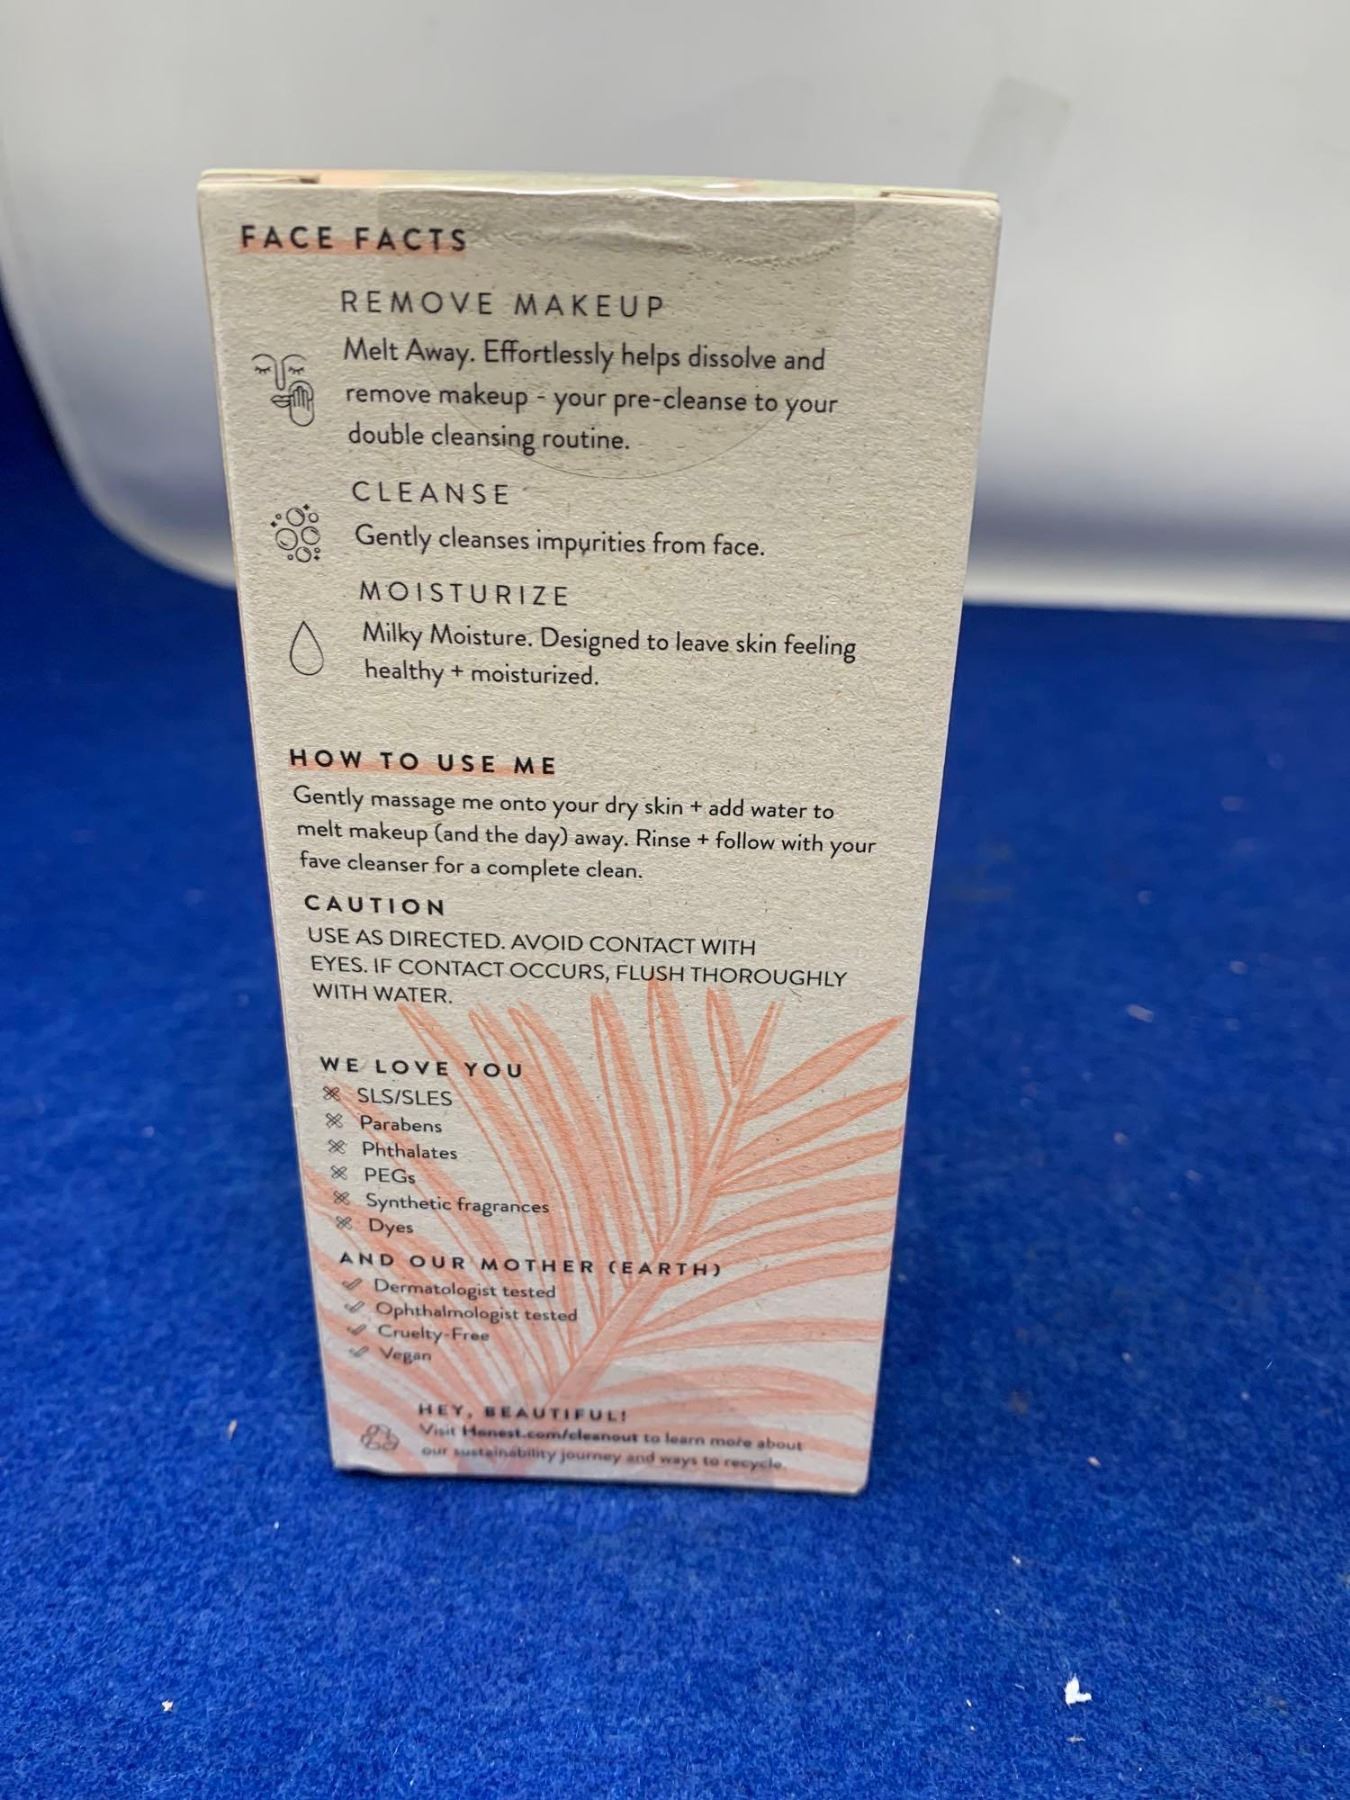 FACE FACTS
REMOVE MAKEUP
Melt Away. Effortlessly helps dissolve and
remove makeup - your pre-cleanse to your
double cleansing routine.
CLEANSE
Gently cleanses impurities from face.
MOISTURIZE
Milky Moisture. Designed to leave skin feeling
healthy + moisturized.
HOW TO USE ME
Gently massage me onto your dry skin + add water to
melt makeup (and the day) away. Rinse + follow with your
fave cleanser for a complete clean.
CAUTION
USE AS DIRECTED. AVOID CONTACT WITH
EYES. IF CONTACT OCCURS, FLUSH THOROUGHLY
WITH WATER.
WE LOVE YOU
SLS/SLES
Parabens
Phthalates
PEGs
Synthetic fragrances
Dyes
AND OUR MOTHER (EARTH)
Dermatologist tested
Ophthalmologist tested
Cruelty-Free
Vegan
HEY, BEAUTIFUL!
Visit Honest.com/cleanout to learn more about
our sustainability journey and ways to recycle.